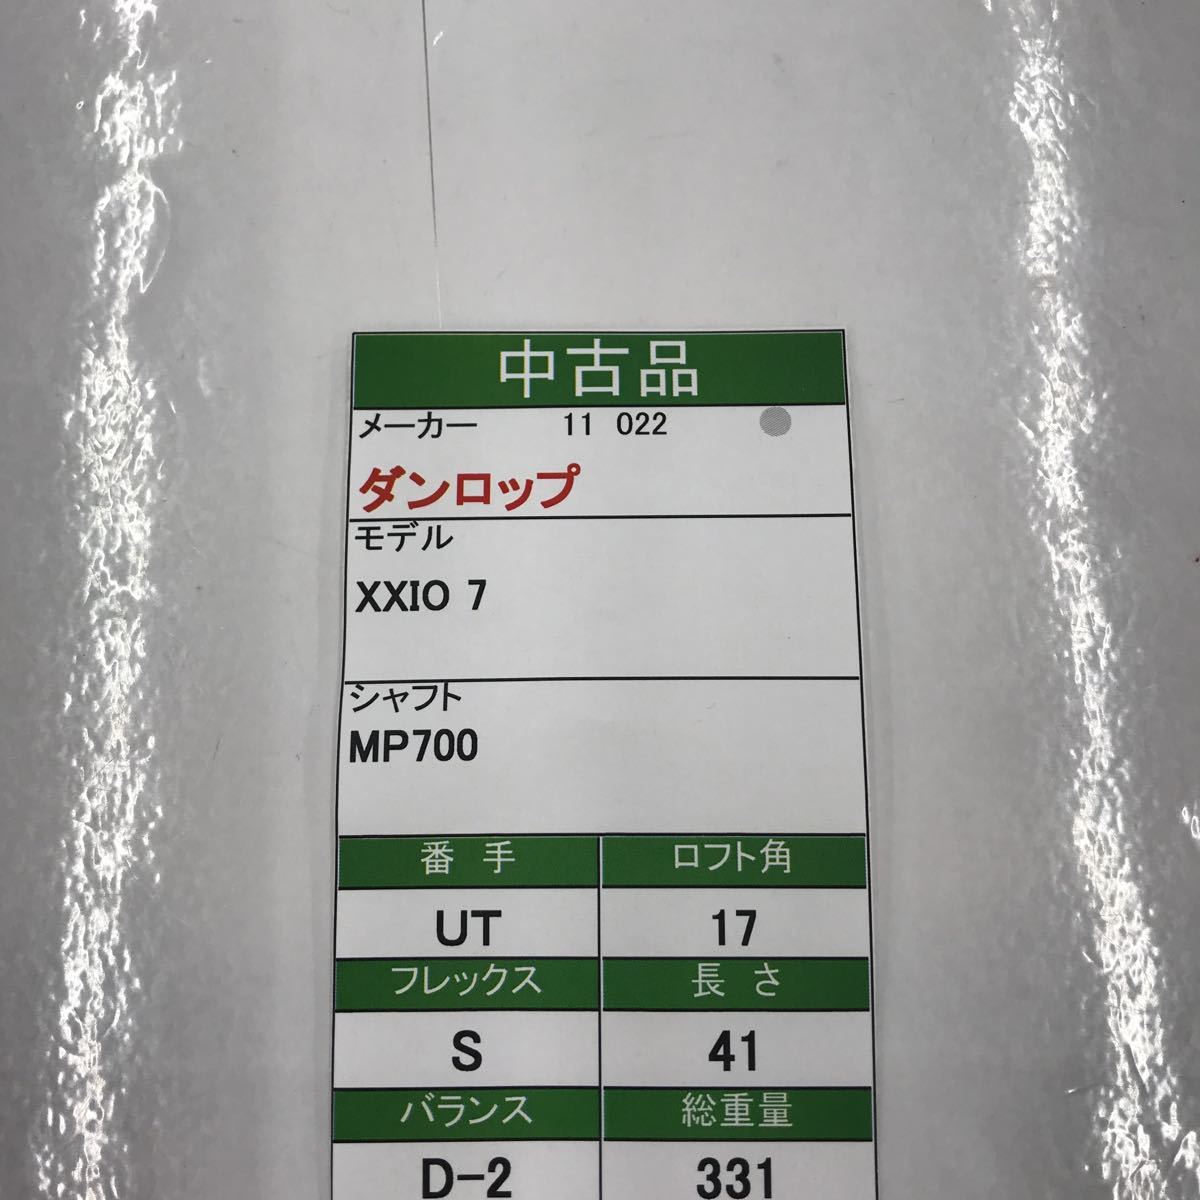 中古品
メーカー 11 022
ダンロップ
モデル
XXIO 7
シャフト
MP700
番 手 ロフト角
UT 17
フレックス 長 さ
S 41
バランス 総重量
D-2 331